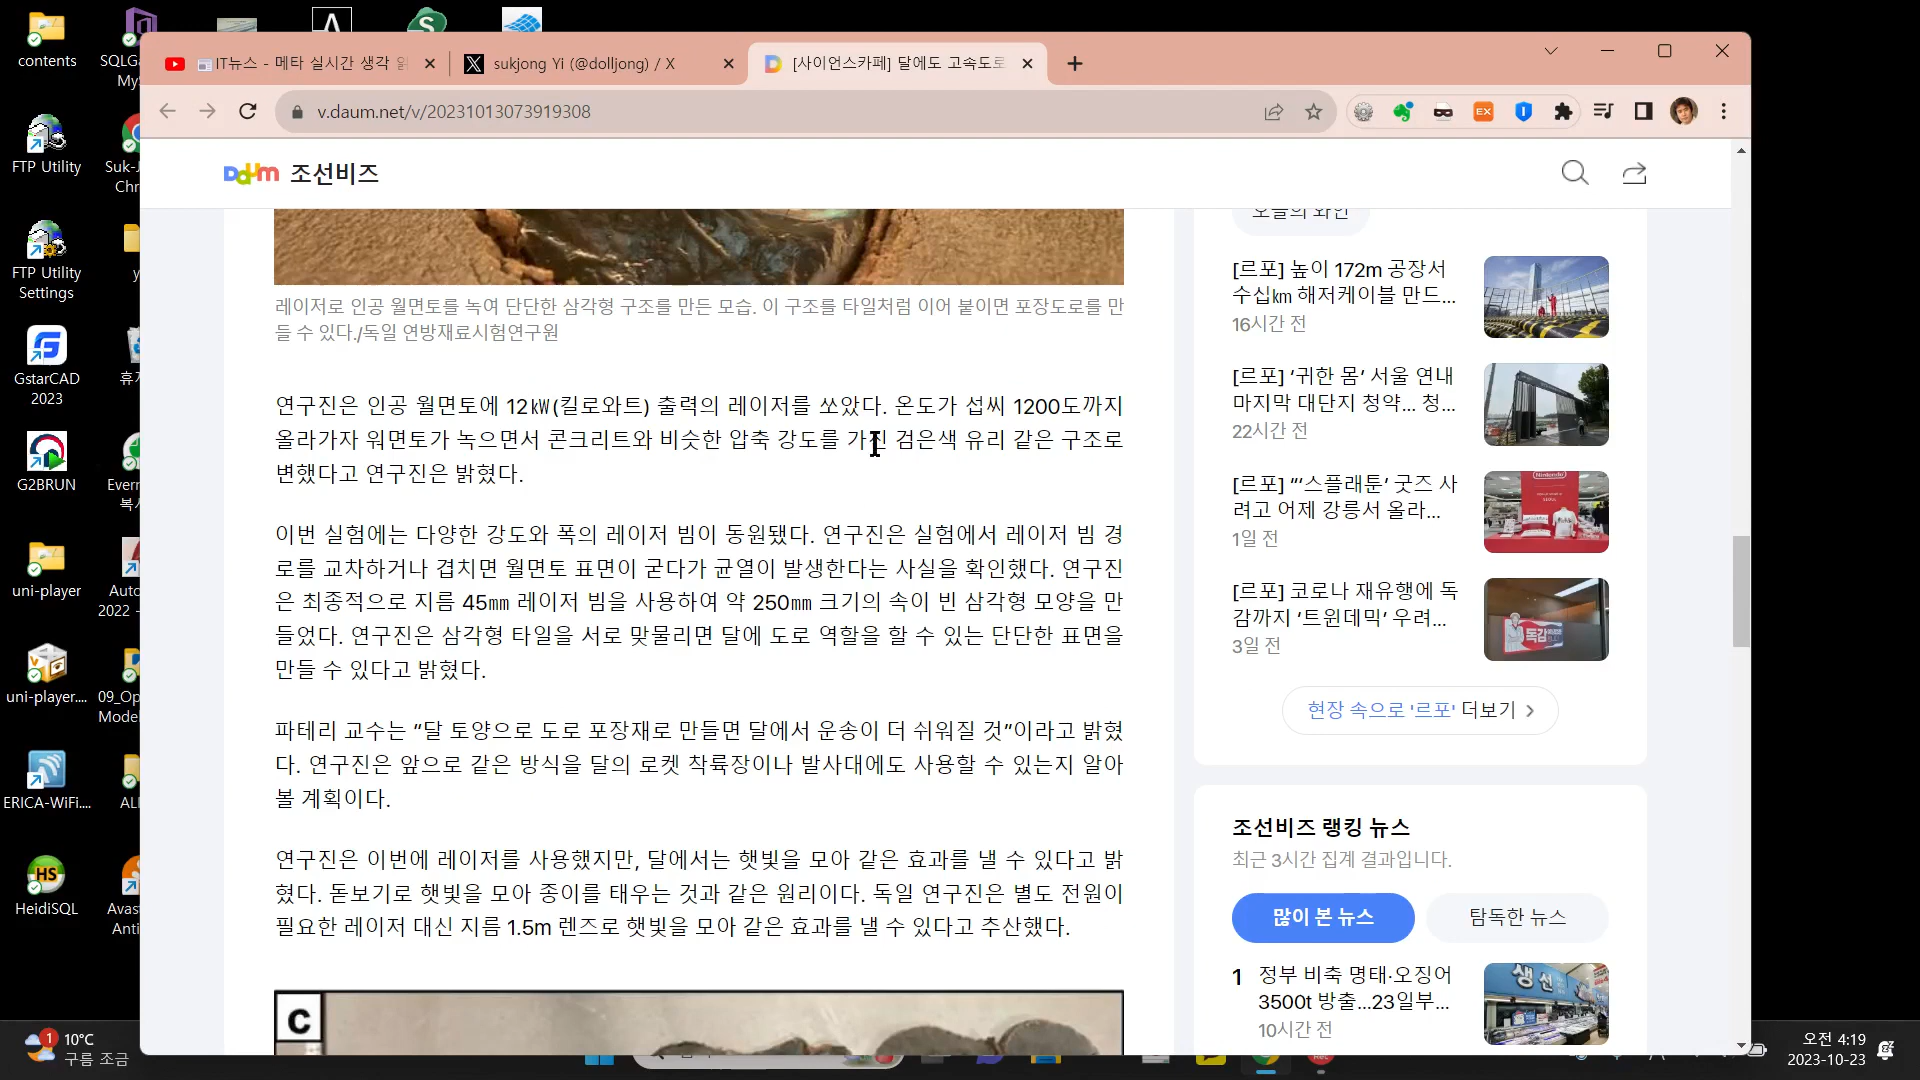 contents
SQLGa
My
FTP Utility
Suk-J
Chr
FTP Utility
Settings
y
GstarCAD
2023
휴지
G2BRUN
Evern
복사
uni-player
Auto
2022 -
uni-player....
09_Op
Model
ERICA-WiFi....
ALI
HeidiSQL
Avast
Anti
IT뉴스 - 메타 실시간 생각 읽
sukjong Yi (@dolljong) / X
[사이언스카페] 달에도 고속도로
v.daum.net/v/20231013073919308
EX
Daum 조선비즈
레이저로 인공 월면토를 녹여 단단한 삼각형 구조를 만든 모습. 이 구조를 타일처럼 이어 붙이면 포장도로를 만
들 수 있다./독일 연방재료시험연구원
연구진은 인공 월면토에 12㎾(킬로와트) 출력의 레이저를 쏘았다. 온도가 섭씨 1200도까지
올라가자 워면토가 녹으면서 콘크리트와 비슷한 압축 강도를 가진 검은색 유리 같은 구조로
변했다고 연구진은 밝혔다.
이번 실험에는 다양한 강도와 폭의 레이저 빔이 동원됐다. 연구진은 실험에서 레이저 빔 경
로를 교차하거나 겹치면 월면토 표면이 굳다가 균열이 발생한다는 사실을 확인했다. 연구진
은 최종적으로 지름 45㎜ 레이저 빔을 사용하여 약 250㎜ 크기의 속이 빈 삼각형 모양을 만
들었다. 연구진은 삼각형 타일을 서로 맞물리면 달에 도로 역할을 할 수 있는 단단한 표면을
만들 수 있다고 밝혔다.
파테리 교수는 “달 토양으로 도로 포장재로 만들면 달에서 운송이 더 쉬워질 것”이라고 밝혔
다. 연구진은 앞으로 같은 방식을 달의 로켓 착륙장이나 발사대에도 사용할 수 있는지 알아
볼 계획이다.
연구진은 이번에 레이저를 사용했지만, 달에서는 햇빛을 모아 같은 효과를 낼 수 있다고 밝
혔다. 돋보기로 햇빛을 모아 종이를 태우는 것과 같은 원리이다. 독일 연구진은 별도 전원이
필요한 레이저 대신 지름 1.5m 렌즈로 햇빛을 모아 같은 효과를 낼 수 있다고 추산했다.
C
오늘의 와인
[르포] 높이 172m 공장서
수십㎞ 해저케이블 만드...
16시간 전
[르포] ‘귀한 몸’ 서울 연내
마지막 대단지 청약... 청...
22시간 전
[르포] “‘스플래툰’ 굿즈 사
려고 어제 강릉서 올라...
1일 전
Nintendo
[르포] 코로나 재유행에 독
감까지 ‘트윈데믹’ 우려...
3일 전
독감
현장 속으로 '르포' 더보기
조선비즈 랭킹 뉴스
최근 3시간 집계 결과입니다.
많이 본 뉴스
탐독한 뉴스
1 정부 비축 명태·오징어
3500t 방출...23일부...
10시간 전
생선
1
10°C
구름 조금
오전 4:19
2023-10-23